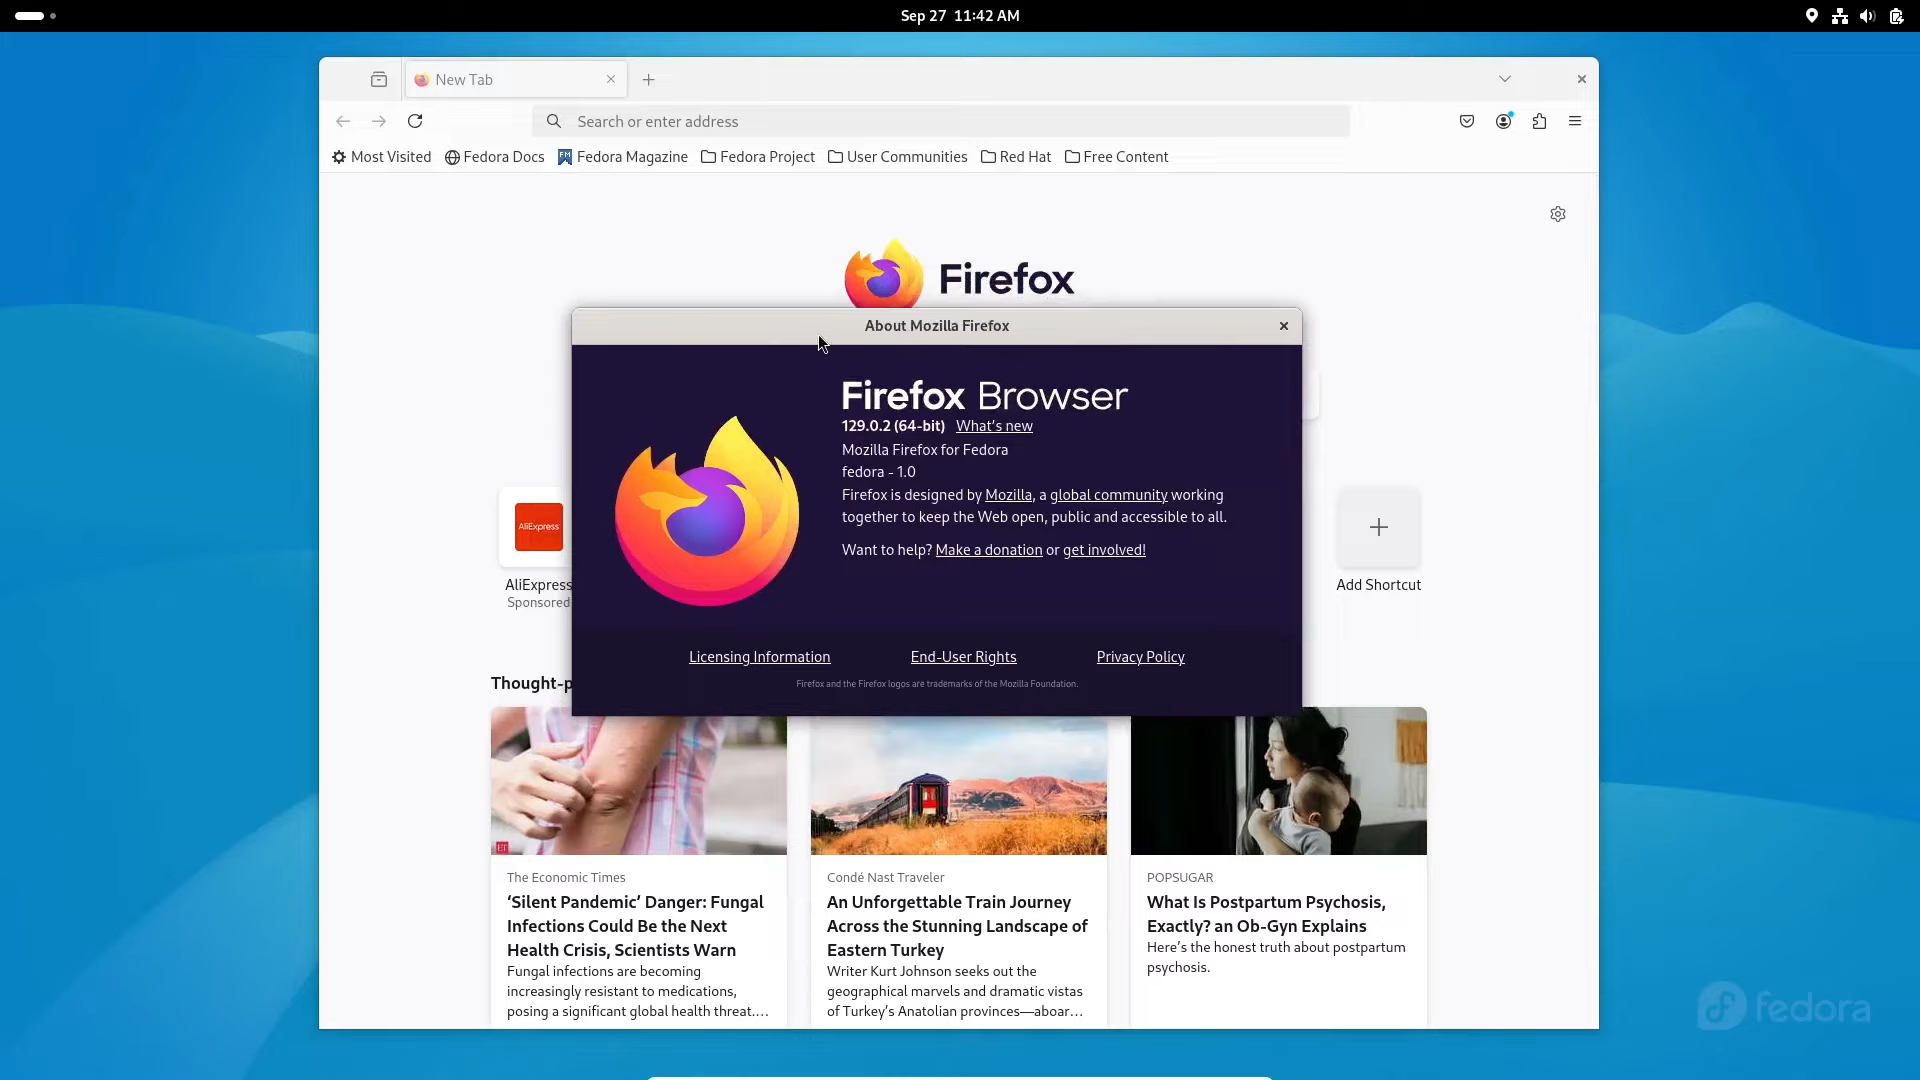 Sep 27 11:42 AM
New Tab
Search or enter address
Most Visited Fedora Docs Fedora Magazine Fedora Project User Communities Red Hat Free Content
Firefox
About Mozilla Firefox
Firefox Browser
129.0.2 (64-bit) What's new
Mozilla Firefox for Fedora
fedora - 1.0
Firefox is designed by Mozilla, a global community working
together to keep the Web open, public and accessible to all.
Want to help? Make a donation or get involved!
Licensing Information End-User Rights Privacy Policy
Firefox and the Firefox logos are trademarks of the Mozilla Foundation.
AliExpress
AliExpress
Sponsored
Add Shortcut
Thought-p
ET
The Economic Times
‘Silent Pandemic’ Danger: Fungal
Infections Could Be the Next
Health Crisis, Scientists Warn
Fungal infections are becoming
increasingly resistant to medications,
posing a significant global health threat.…
Condé Nast Traveler
An Unforgettable Train Journey
Across the Stunning Landscape of
Eastern Turkey
Writer Kurt Johnson seeks out the
geographical marvels and dramatic vistas
of Turkey’s Anatolian provinces—aboar…
POPSUGAR
What Is Postpartum Psychosis,
Exactly? an Ob-Gyn Explains
Here’s the honest truth about postpartum
psychosis.
fedora